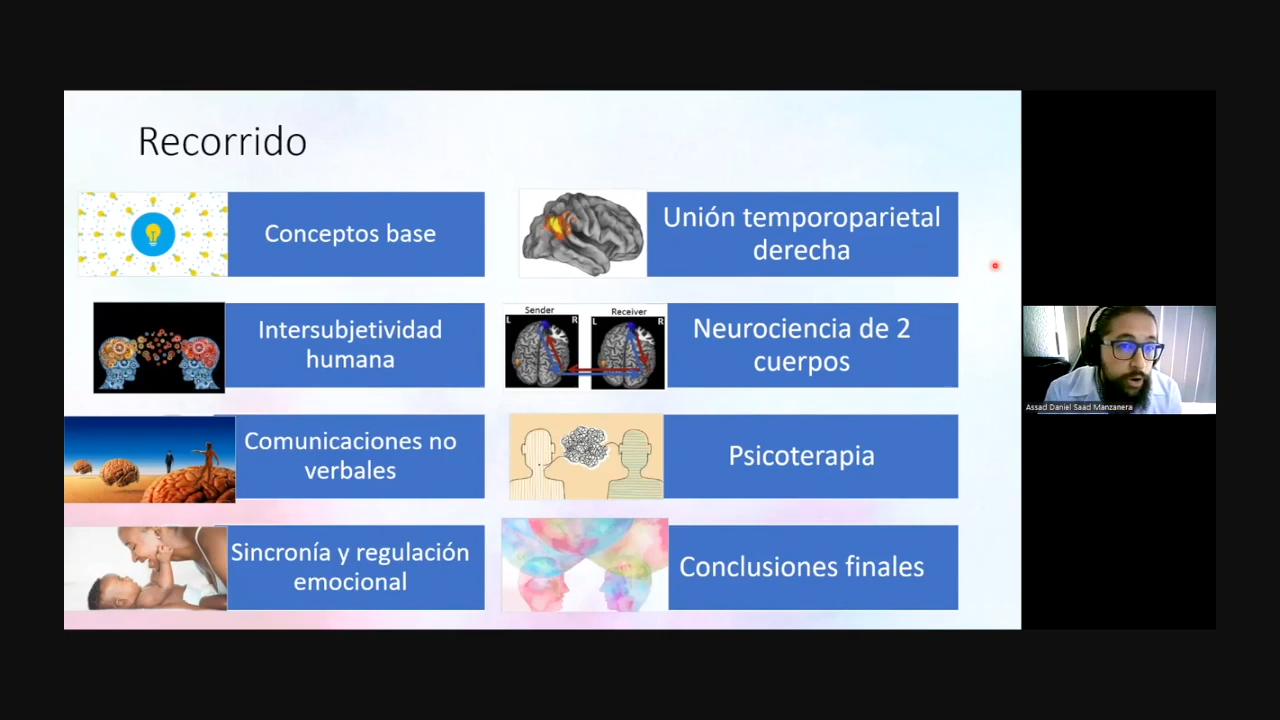 Recorrido
Conceptos base
Intersubjetividad
humana
Comunicaciones no
verbales
Sincronía y regulación
emocional
Unión temporoparietal
derecha
Sender
Receiver
L
R
L
R
Neurociencia de 2
cuerpos
Psicoterapia
Conclusiones finales
Assad Daniel Saad Manzanera